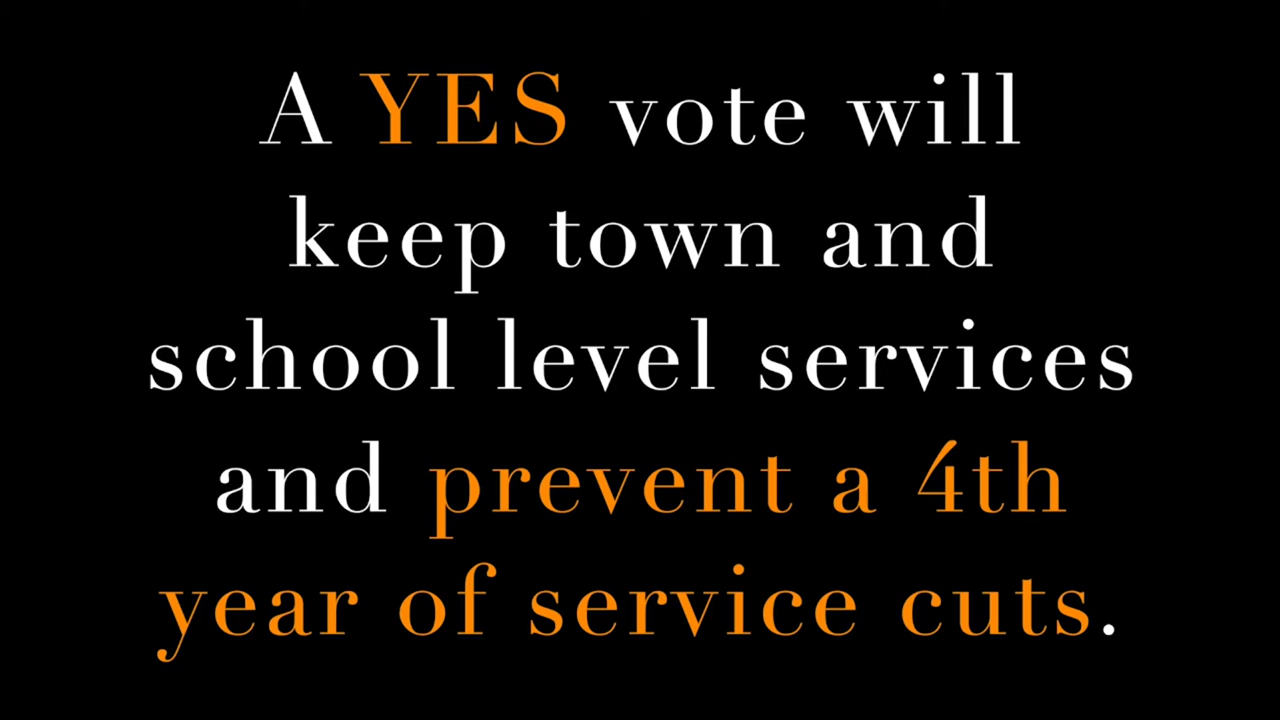 A YES vote will
keep town and
school level services
and prevent a 4th
year of service cuts.